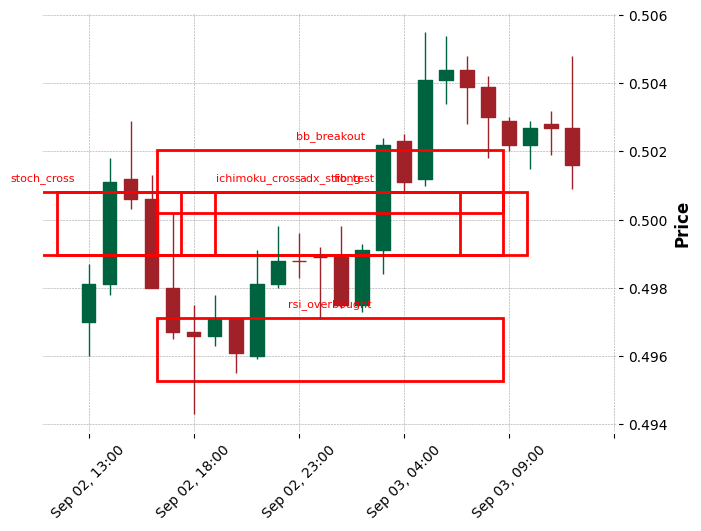 0.506
0.504
bb_breakout
0.502
stoch_cross
ichimoku_cross
adx_strong
fib_test
0.500
Price
0.498
rsi_overbought
0.496
0.494
Sep 02, 13:00
Sep 02, 18:00
Sep 02, 23:00
Sep 03, 04:00
Sep 03, 09:00